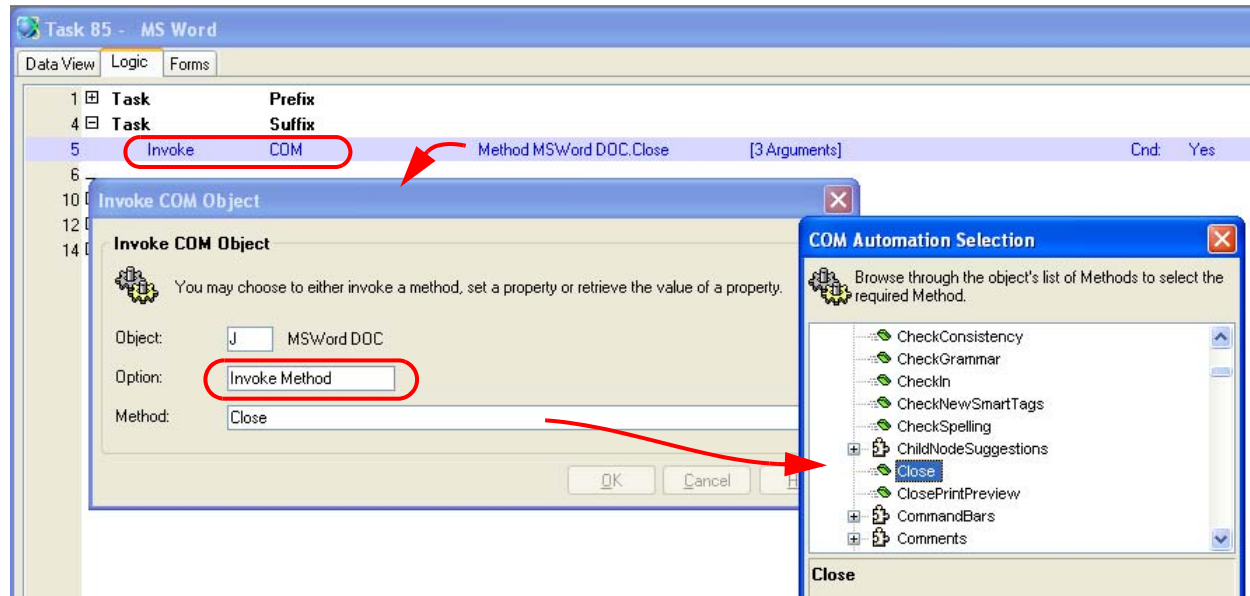 Task 85 - MS Word
Data View Logic Forms
1 Task Prefix
4 Task Suffix
5 Invoke COM Method MSWord DOC.Close [3 Arguments] Cnd: Yes
6
10
12
14
Invoke COM Object
Invoke COM Object
You may choose to either invoke a method, set a property or retrieve the value of a property.
Object: J MSWord DOC
Option: Invoke Method
Method: Close
OK Cancel H
COM Automation Selection
Browse through the object's list of Methods to select the
required Method.
CheckConsistency
CheckGrammar
CheckIn
CheckNewSmartTags
CheckSpelling
ChildNodeSuggestions
Close
ClosePrintPreview
CommandBars
Comments
Close